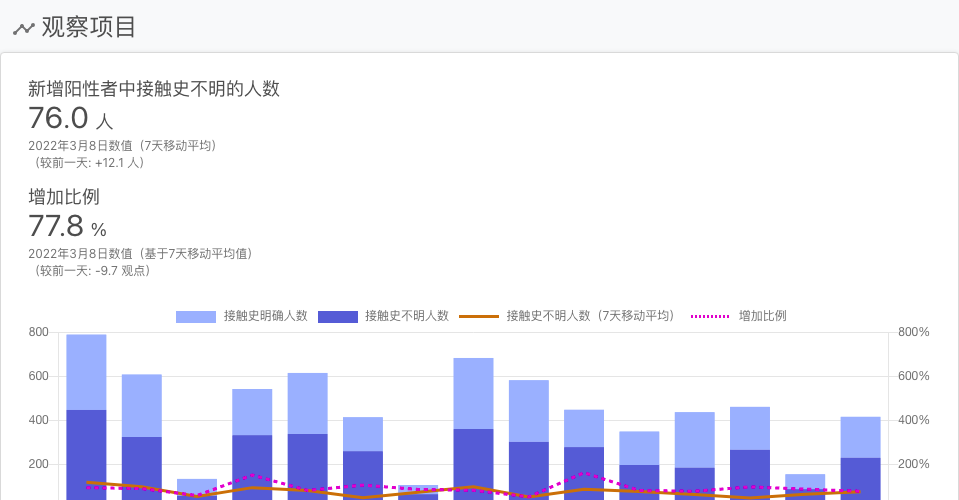 观察项目
新增阳性者中接触史不明的人数
76.0 人
2022年3月8日数值（7天移动平均）
（较前一天: +12.1 人）
增加比例
77.8 %
2022年3月8日数值（基于7天移动平均值）
（较前一天: -9.7 观点）
接触史明确人数 接触史不明人数 接触史不明人数（7天移动平均） 增加比例
800 800%
600 600%
400 400%
200 200%